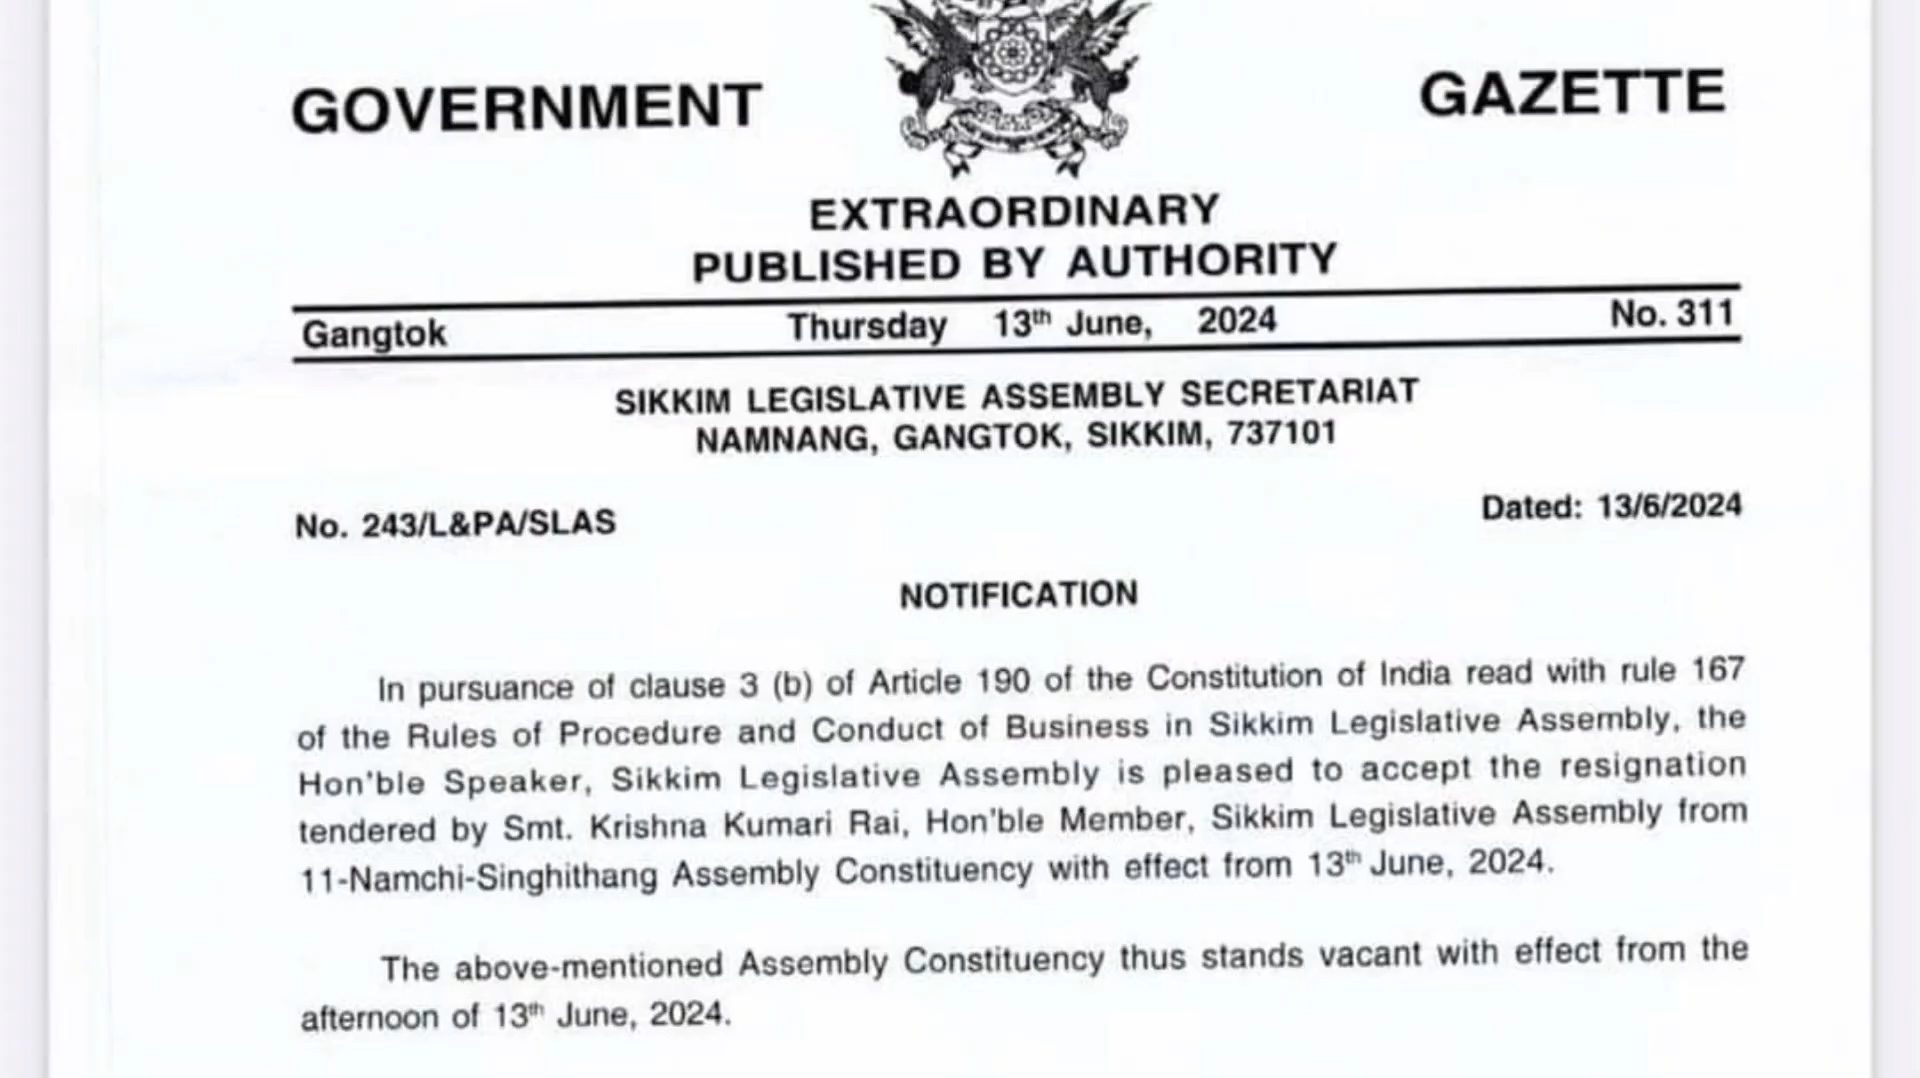 GOVERNMENT GAZETTE
EXTRAORDINARY
PUBLISHED BY AUTHORITY
Gangtok Thursday 13th June, 2024 No. 311
SIKKIM LEGISLATIVE ASSEMBLY SECRETARIAT
NAMNANG, GANGTOK, SIKKIM, 737101
No. 243/L&PA/SLAS Dated: 13/6/2024
NOTIFICATION
In pursuance of clause 3 (b) of Article 190 of the Constitution of India read with rule 167
of the Rules of Procedure and Conduct of Business in Sikkim Legislative Assembly, the
Hon'ble Speaker, Sikkim Legislative Assembly is pleased to accept the resignation
tendered by Smt. Krishna Kumari Rai, Hon'ble Member, Sikkim Legislative Assembly from
11-Namchi-Singhithang Assembly Constituency with effect from 13th June, 2024.
The above-mentioned Assembly Constituency thus stands vacant with effect from the
afternoon of 13th June, 2024.